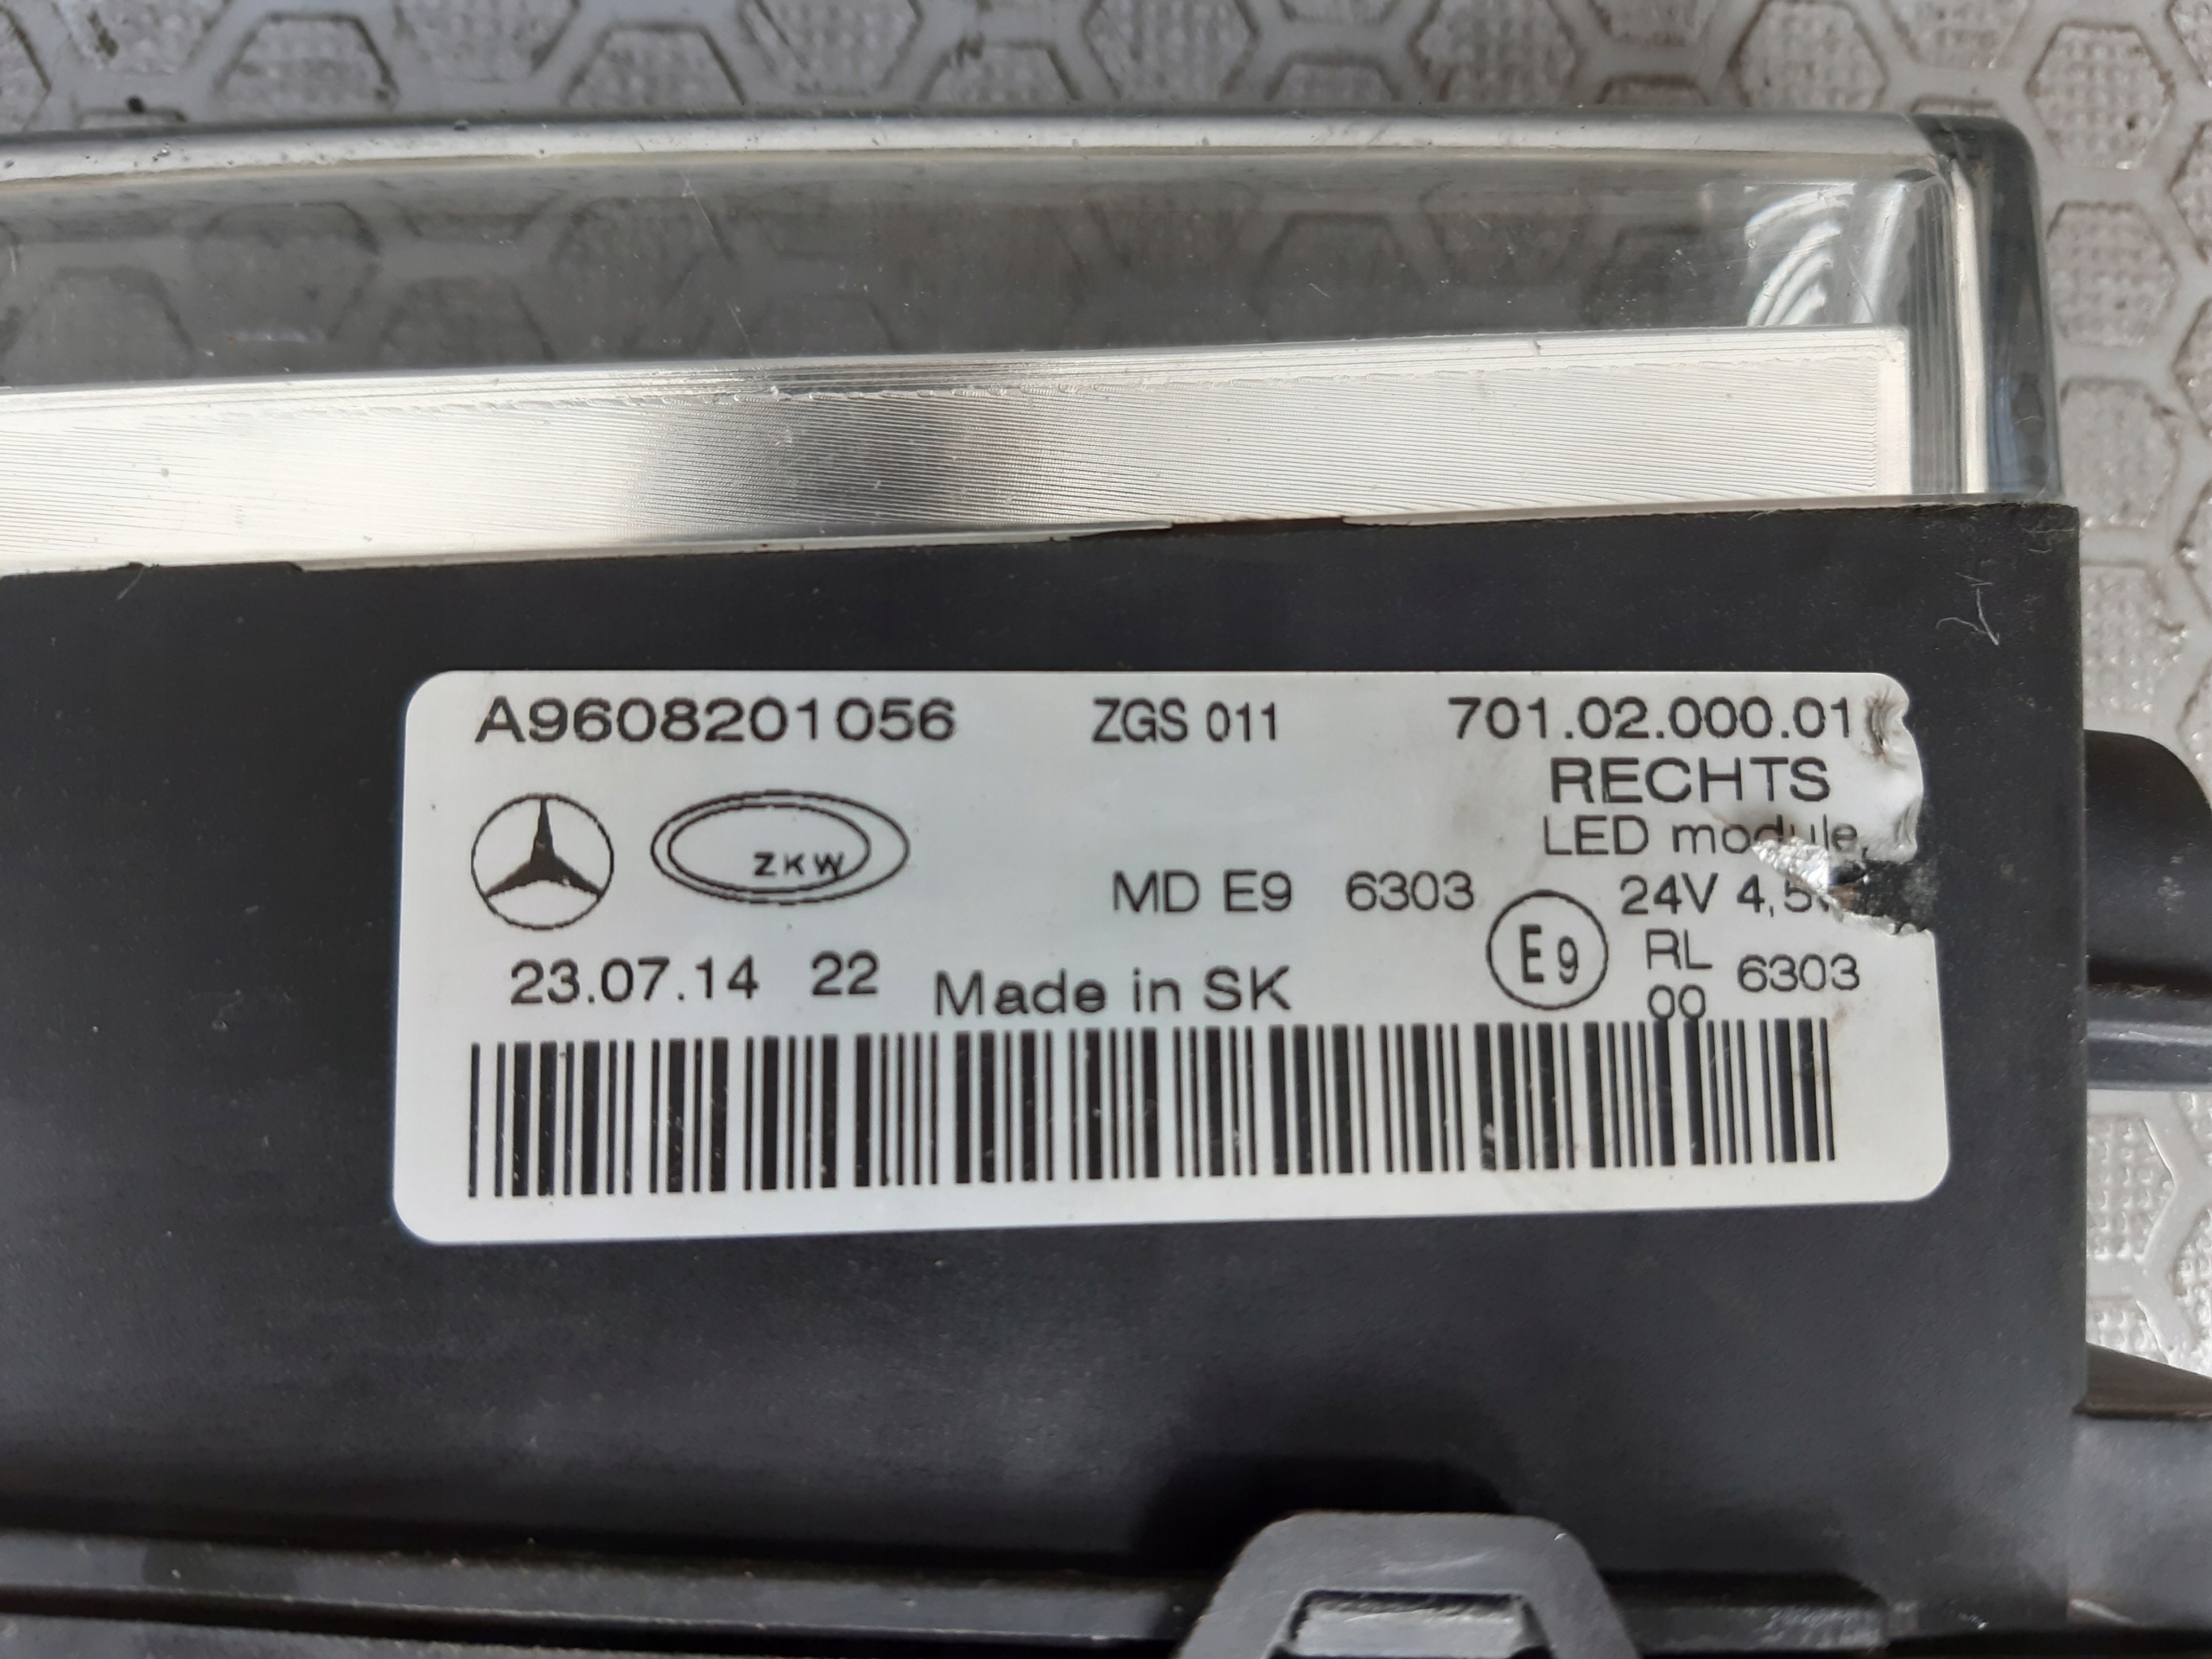 A9608201056 ZGS 011 701.02.000.01
RECHTS
ZKW LED module,
MD E9 6303 24V 4,5
E9 RL 6303
00
23.07.14 22 Made in SK